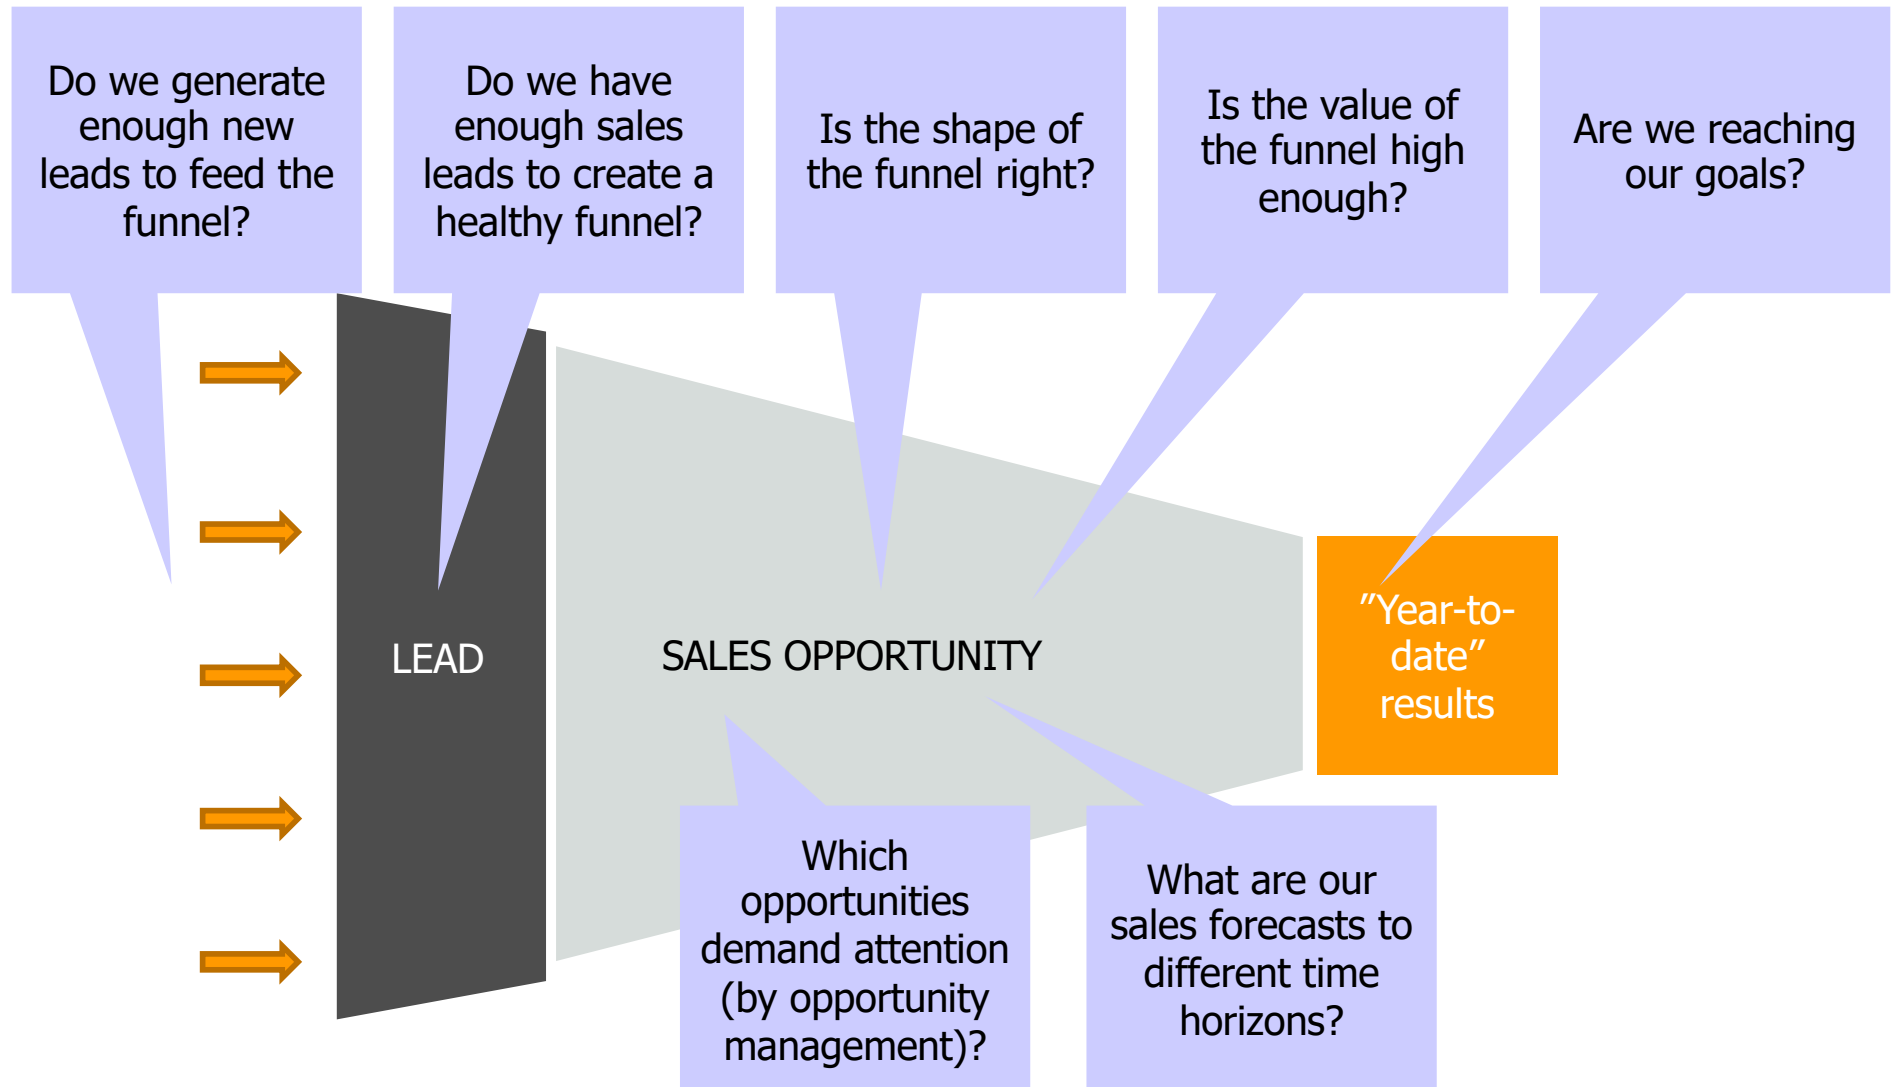 Do we generate
enough new
leads to feed the
funnel?
Do we have
enough sales
leads to create a
healthy funnel?
Is the shape of
the funnel right?
Is the value of
the funnel high
enough?
Are we reaching
our goals?
LEAD
SALES OPPORTUNITY
”Year-to-
date”
results
Which
opportunities
demand attention
(by opportunity
management)?
What are our
sales forecasts to
different time
horizons?